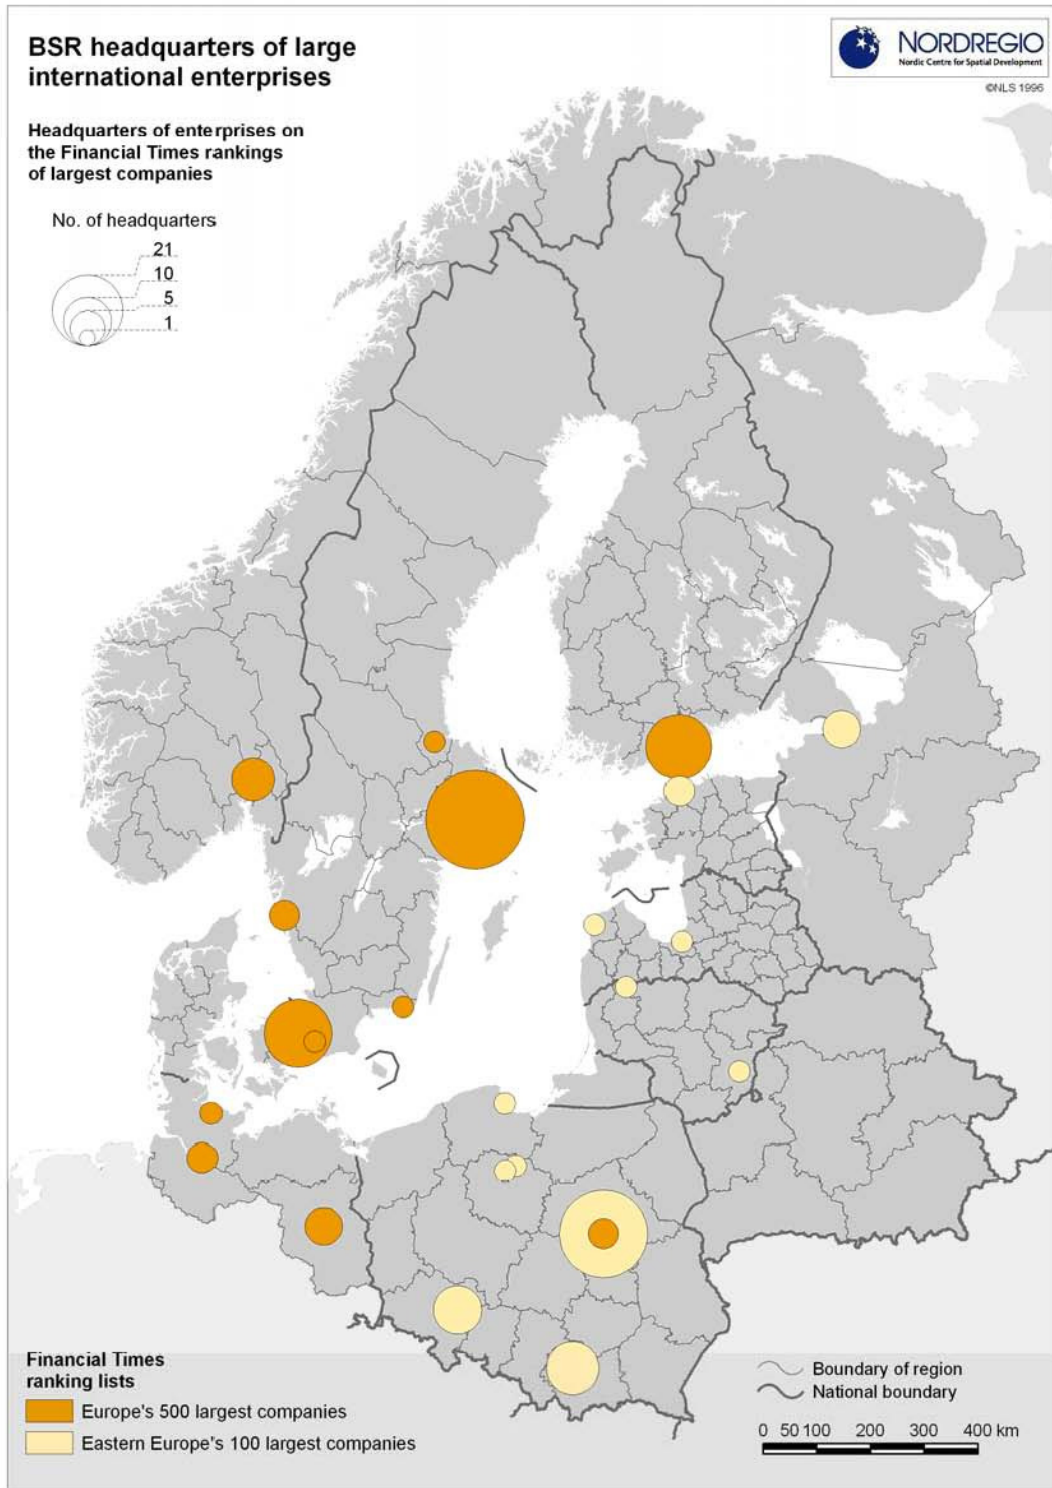 BSR headquarters of large
international enterprises
NORDREGIO
Nordic Centre for Spatial Development
©NLS 1996
Headquarters of enterprises on
the Financial Times rankings
of largest companies
No. of headquarters
21
10
5
1
Financial Times
ranking lists
Europe's 500 largest companies
Eastern Europe's 100 largest companies
Boundary of region
National boundary
0 50 100 200 300 400 km